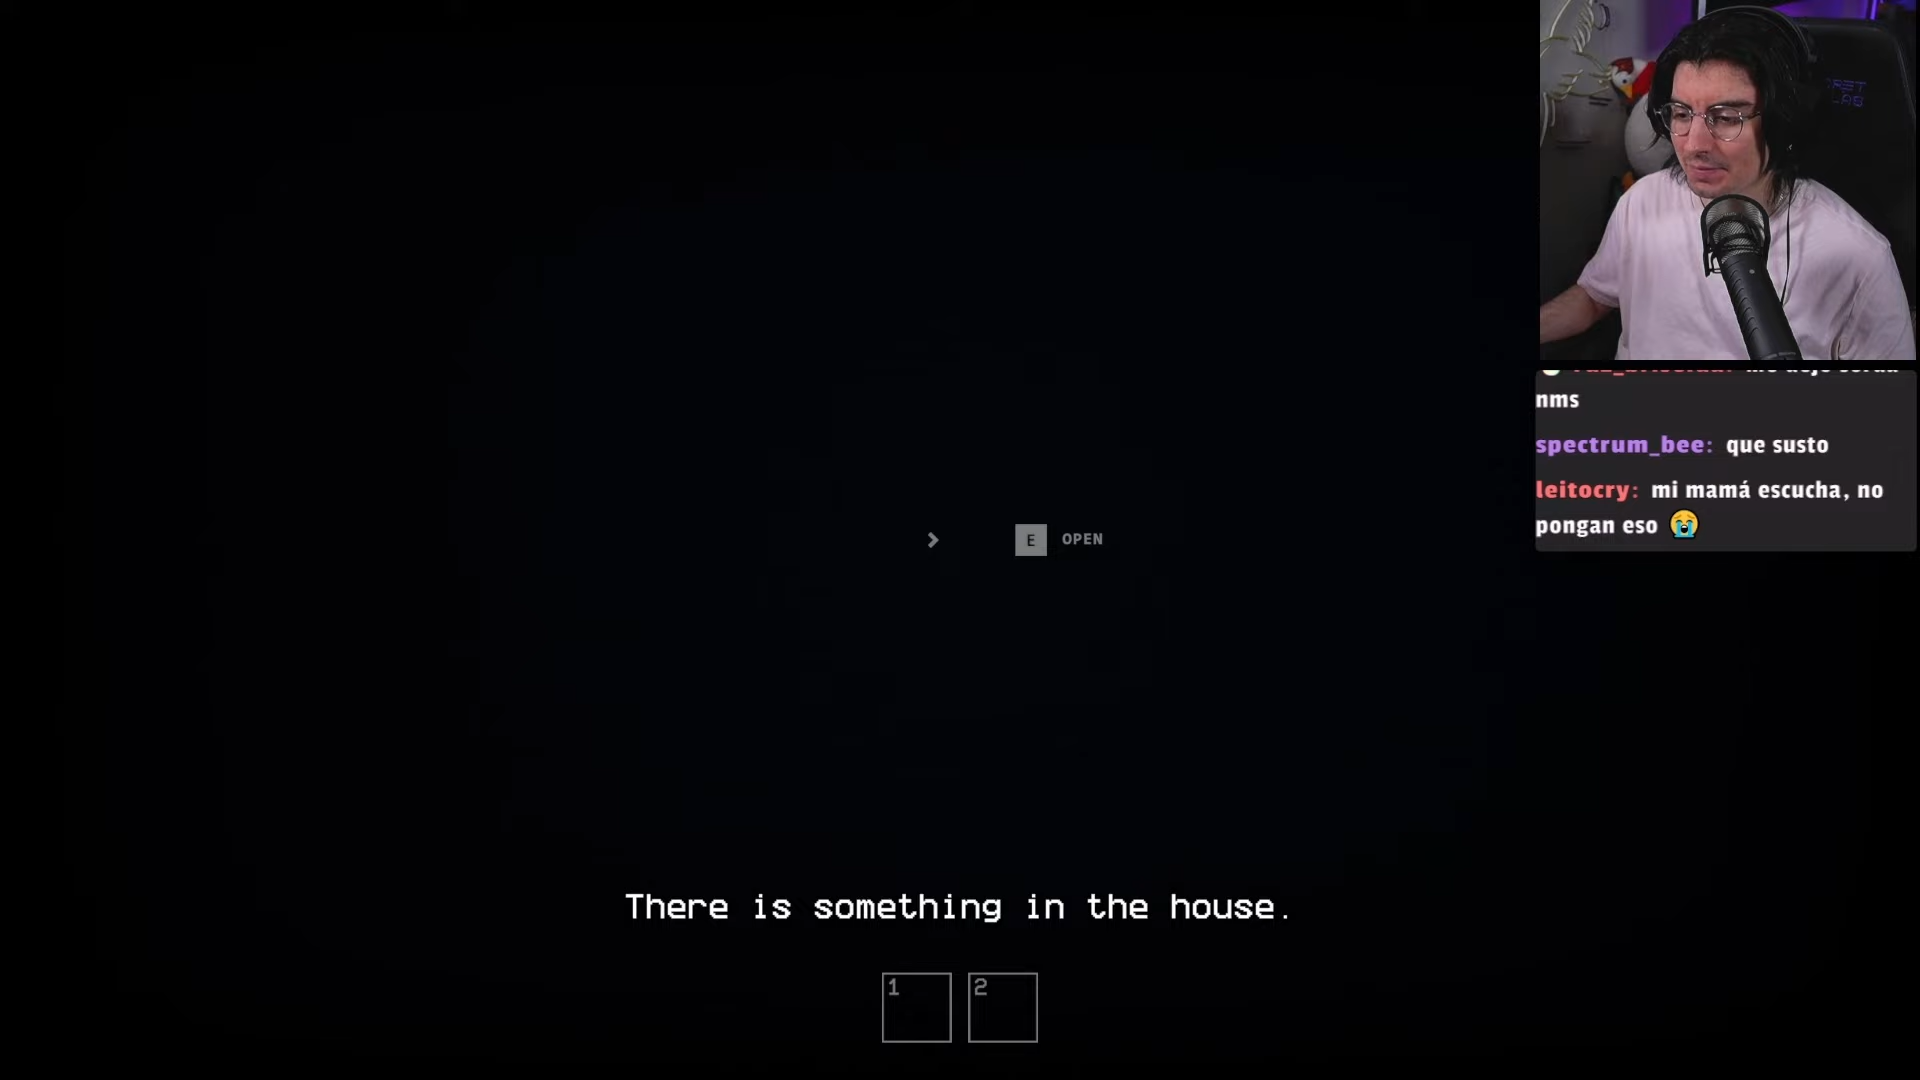 nms
spectrum_bee: que susto
leitocry: mi mamá escucha, no
pongan eso 😭
E OPEN
There is something in the house.
1 2